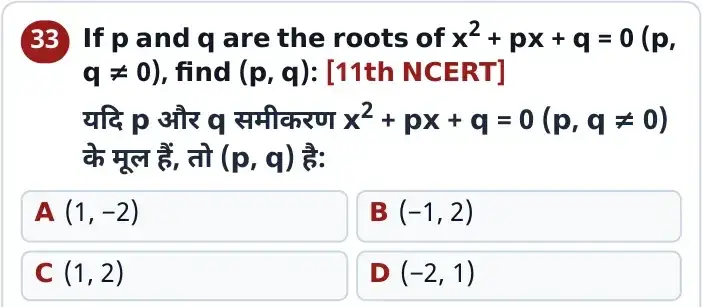 33 If p and q are the roots of x² + px + q = 0 (p,
q ≠ 0), find (p, q): [11th NCERT]
यदि p और q समीकरण x² + px + q = 0 (p, q ≠ 0)
के मूल हैं, तो (p, q) है:
A (1, −2)
B (−1, 2)
C (1, 2)
D (−2, 1)